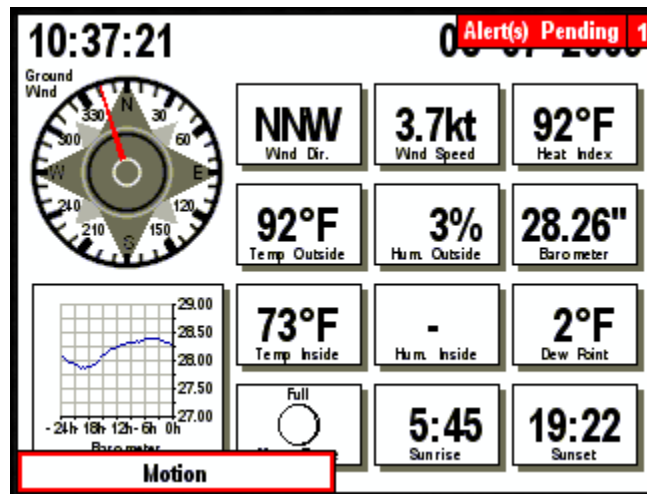 10:37:21
Alert(s) Pending 1
Ground
Wind
N
30
60
E
120
150
S
210
240
W
300
330
NNW
Wind Dir.
3.7kt
Wind Speed
92°F
Heat Index
92°F
Temp Outside
3%
Hum. Outside
28.26"
Barometer
29.00
28.50
28.00
27.50
27.00
- 24h 18h 12h - 6h 0h
Barometer
73°F
Temp Inside
-
Hum. Inside
2°F
Dew Point
Full
5:45
Sunrise
19:22
Sunset
Motion